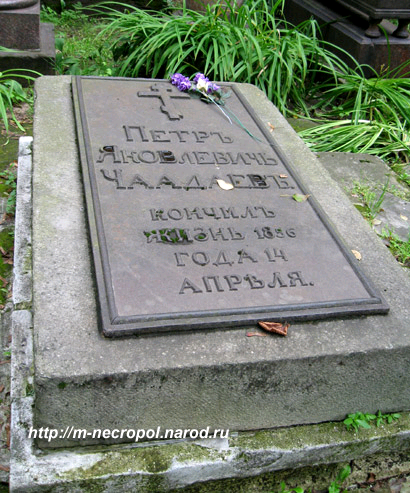 Петръ
Яковлевичь
Чаадаевъ.
кончилъ
жизнь 1856
года 14
апрѣля.
http://m-necropol.narod.ru